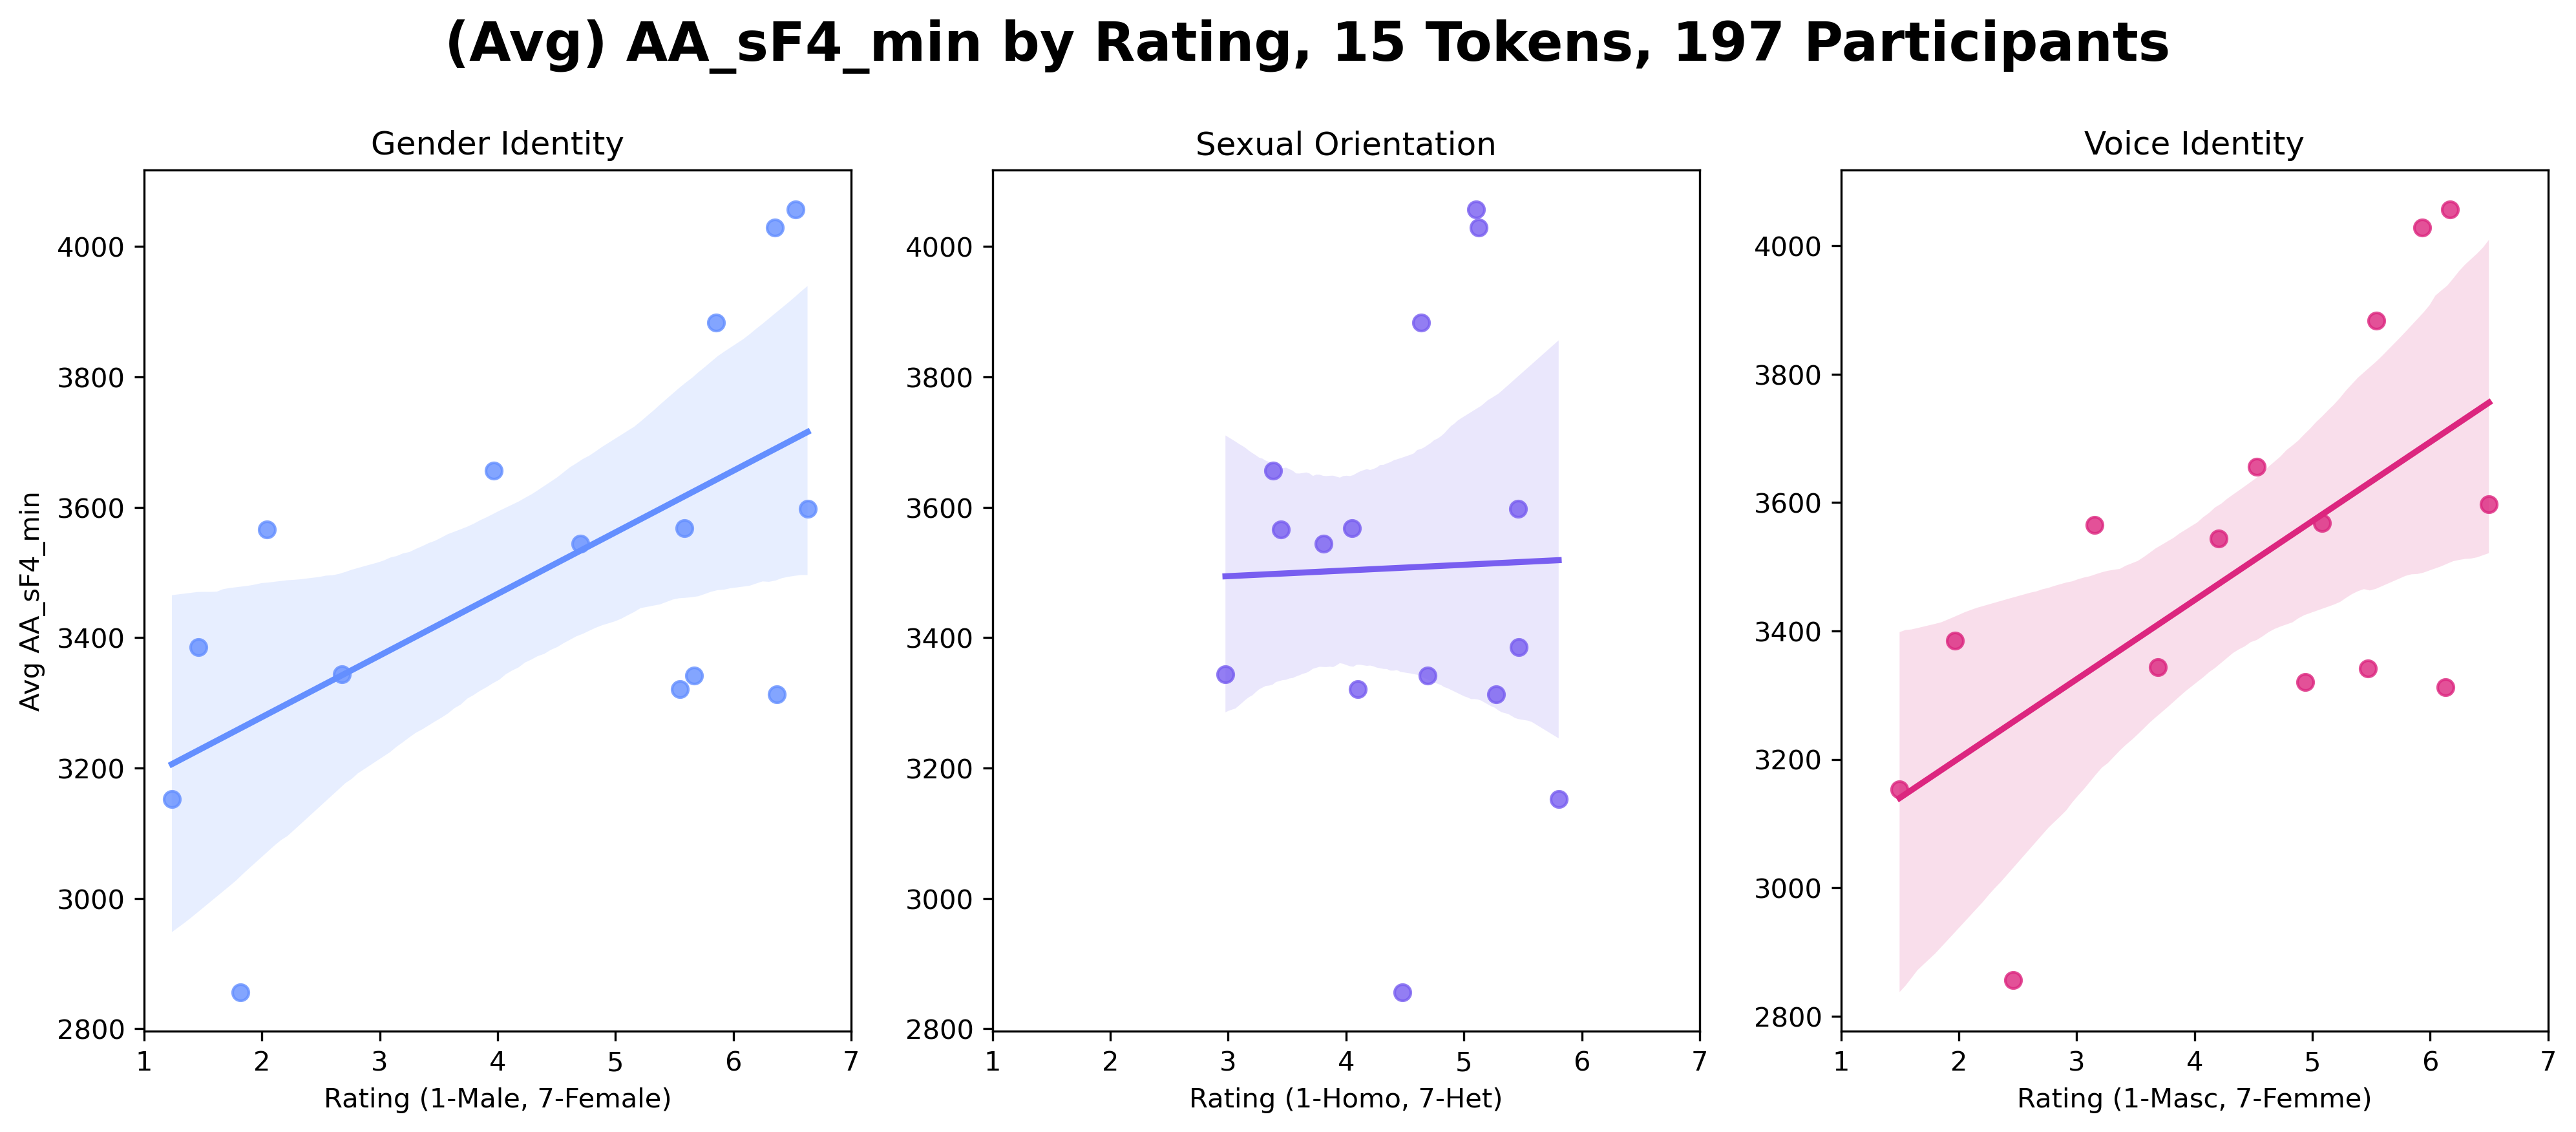 (Avg) AA_sF4_min by Rating, 15 Tokens, 197 Participants
Gender Identity
Avg AA_sF4_min
4000
3800
3600
3400
3200
3000
2800
1 2 3 4 5 6 7
Rating (1-Male, 7-Female)
Sexual Orientation
4000
3800
3600
3400
3200
3000
2800
1 2 3 4 5 6 7
Rating (1-Homo, 7-Het)
Voice Identity
4000
3800
3600
3400
3200
3000
2800
1 2 3 4 5 6 7
Rating (1-Masc, 7-Femme)